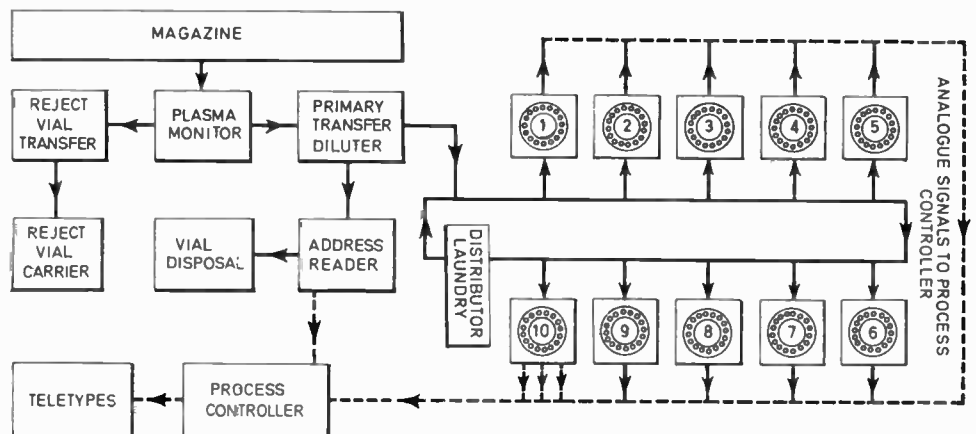 MAGAZINE
REJECT
VIAL
TRANSFER
PLASMA
MONITOR
PRIMARY
TRANSFER
DILUTER
REJECT
VIAL
CARRIER
VIAL
DISPOSAL
ADDRESS
READER
TELETYPES
PROCESS
CONTROLLER
DISTRIBUTOR
LAUNDRY
1
2
3
4
5
10
9
8
7
6
ANALOGUE SIGNALS TO PROCESS
CONTROLLER